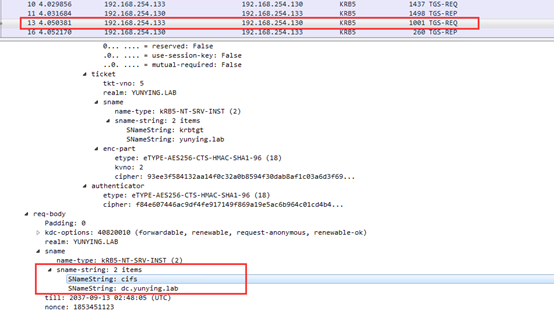 10 4.029856 192.168.254.133 192.168.254.130 KRB5 1437 TGS-REQ
11 4.031684 192.168.254.130 192.168.254.133 KRB5 1498 TGS-REP
13 4.050381 192.168.254.133 192.168.254.130 KRB5 1001 TGS-REQ
16 4.052170 192.168.254.130 192.168.254.133 KRB5 260 TGS-REP
0... .... = reserved: False
.0.. .... = use-session-key: False
..0. .... = mutual-required: False
ticket
tkt-vno: 5
realm: YUNYING.LAB
sname
name-type: kRB5-NT-SRV-INST (2)
sname-string: 2 items
SNameString: krbtgt
SNameString: yunying.lab
enc-part
etype: eTYPE-AES256-CTS-HMAC-SHA1-96 (18)
kvno: 2
cipher: 93ee3f584132aa14f0c32a0b8594f30dab8af1c03a6d3f69...
authenticator
etype: eTYPE-AES256-CTS-HMAC-SHA1-96 (18)
cipher: f84e607446ac9df4fe917149f869a19e5ac6b964c01cd4b4...
req-body
Padding: 0
kdc-options: 40820010 (forwardable, renewable, request-anonymous, renewable-ok)
realm: YUNYING.LAB
sname
name-type: kRB5-NT-SRV-INST (2)
sname-string: 2 items
SNameString: cifs
SNameString: dc.yunying.lab
till: 2037-09-13 02:48:05 (UTC)
nonce: 1853451123